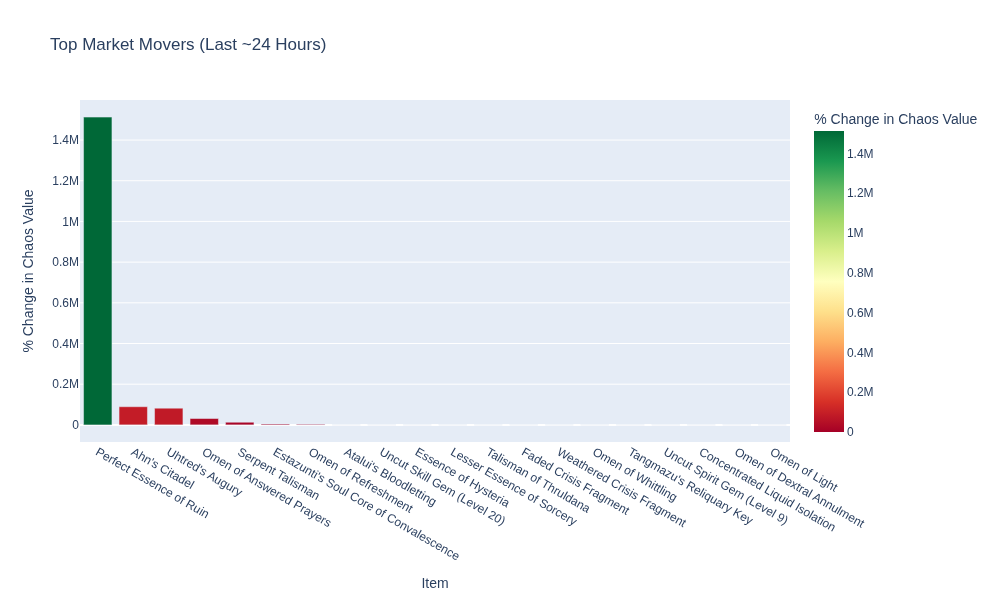 Top Market Movers (Last ~24 Hours)
% Change in Chaos Value
1.4M
1.2M
1M
0.8M
0.6M
0.4M
0.2M
0
Perfect Essence of Ruin
Ahn's Citadel
Uhtred's Augury
Omen of Answered Prayers
Serpent Talisman
Estazunti's Soul Core of Convalescence
Omen of Refreshment
Atalui's Bloodletting
Uncut Skill Gem (Level 20)
Essence of Hysteria
Lesser Essence of Sorcery
Talisman of Thruldana
Faded Crisis Fragment
Weathered Crisis Fragment
Omen of Whittling
Tangmazu's Reliquary Key
Uncut Spirit Gem (Level 9)
Concentrated Liquid Isolation
Omen of Dextral Annulment
Omen of Light
Item
% Change in Chaos Value
1.4M
1.2M
1M
0.8M
0.6M
0.4M
0.2M
0